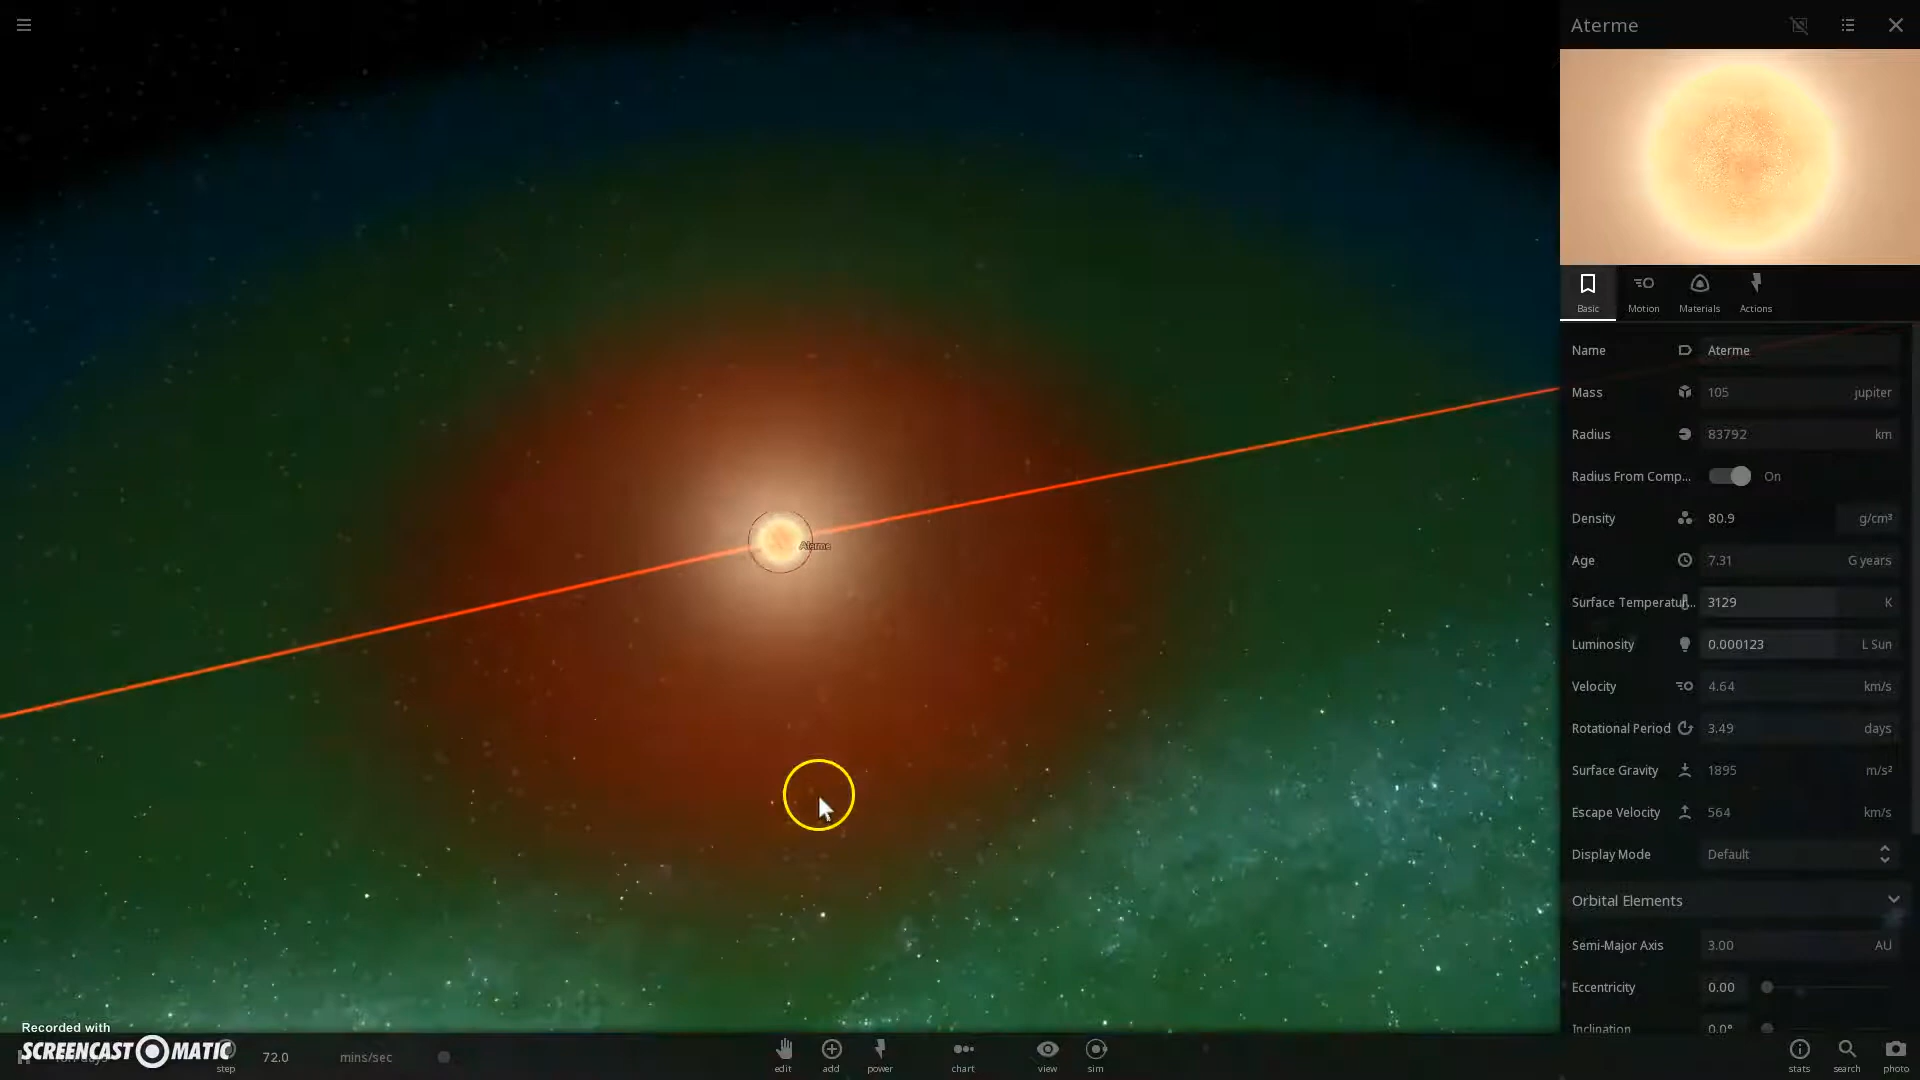 Aterme
Basic
Motion
Materials
Actions
Name Aterme
Mass 105 jupiter
Radius 83792 km
Radius From Comp... On
Density 80.9 g/cm³
Age 7.31 G years
Surface Temperatur... 3129 K
Luminosity 0.000123 L Sun
Velocity 4.64 km/s
Rotational Period 3.49 days
Surface Gravity 1895 m/s²
Escape Velocity 564 km/s
Display Mode Default
Orbital Elements
Semi-Major Axis 3.00 AU
Eccentricity 0.00
Inclination 0.0°
Aterme
Recorded with
SCREENCAST MATIC
step
72.0 mins/sec
edit
add
power
chart
view
sim
stats
search
photo